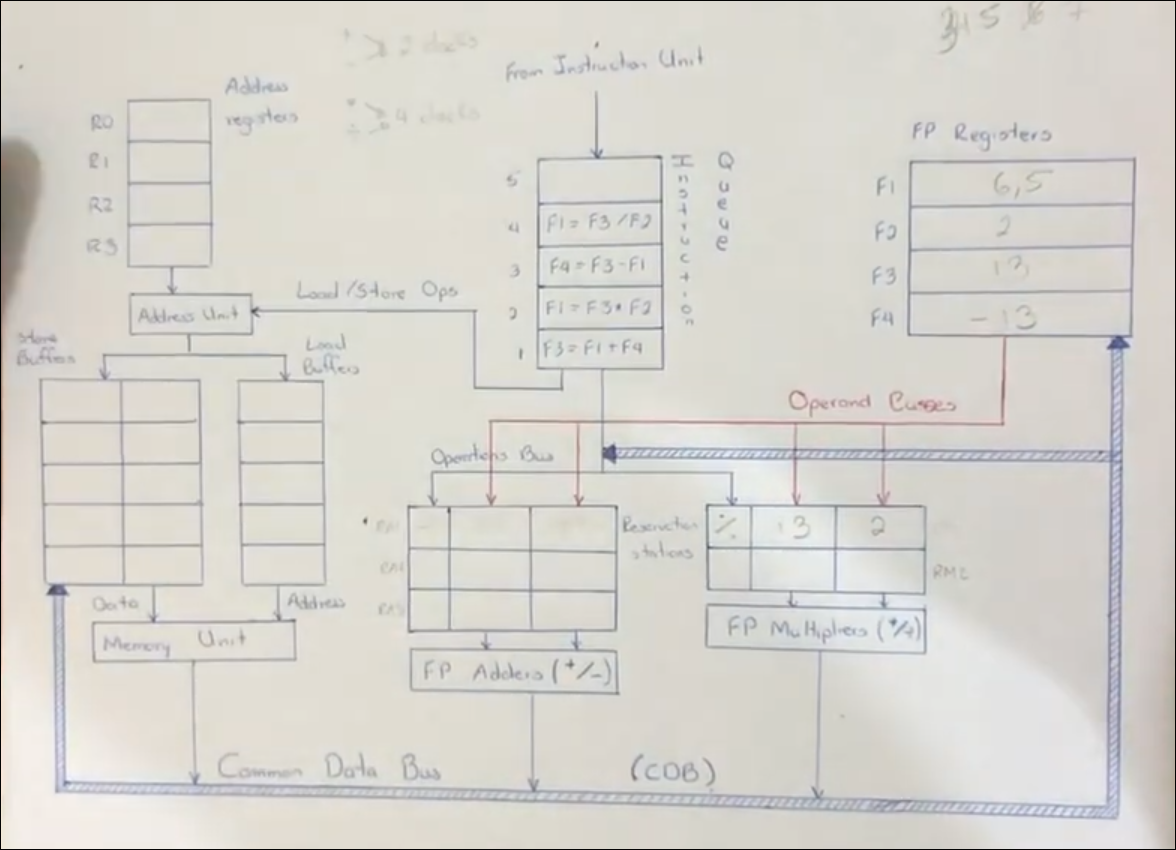 3 4 5 6 7
+
- > 2 clocks
*
÷ > 4 clocks
From Instruction Unit
Address
registers
R0
R1
R2
R3
Address Unit
Load/Store Ops
Store
Buffers
Load
Buffers
Instruction
Queue
5
4 F1 = F3 / F2
3 F4 = F3 - F1
2 F1 = F3 * F2
1 F3 = F1 + F4
FP Registers
F1 6,5
F2 2
F3 13
F4 -13
Operand Busses
Operations Bus
Reservation
stations
RA1 -
RA2
RA3
% 13 2
RM2
Data
Address
Memory Unit
FP Adders (+/-)
FP Multipliers (*/÷)
Common Data Bus (CDB)